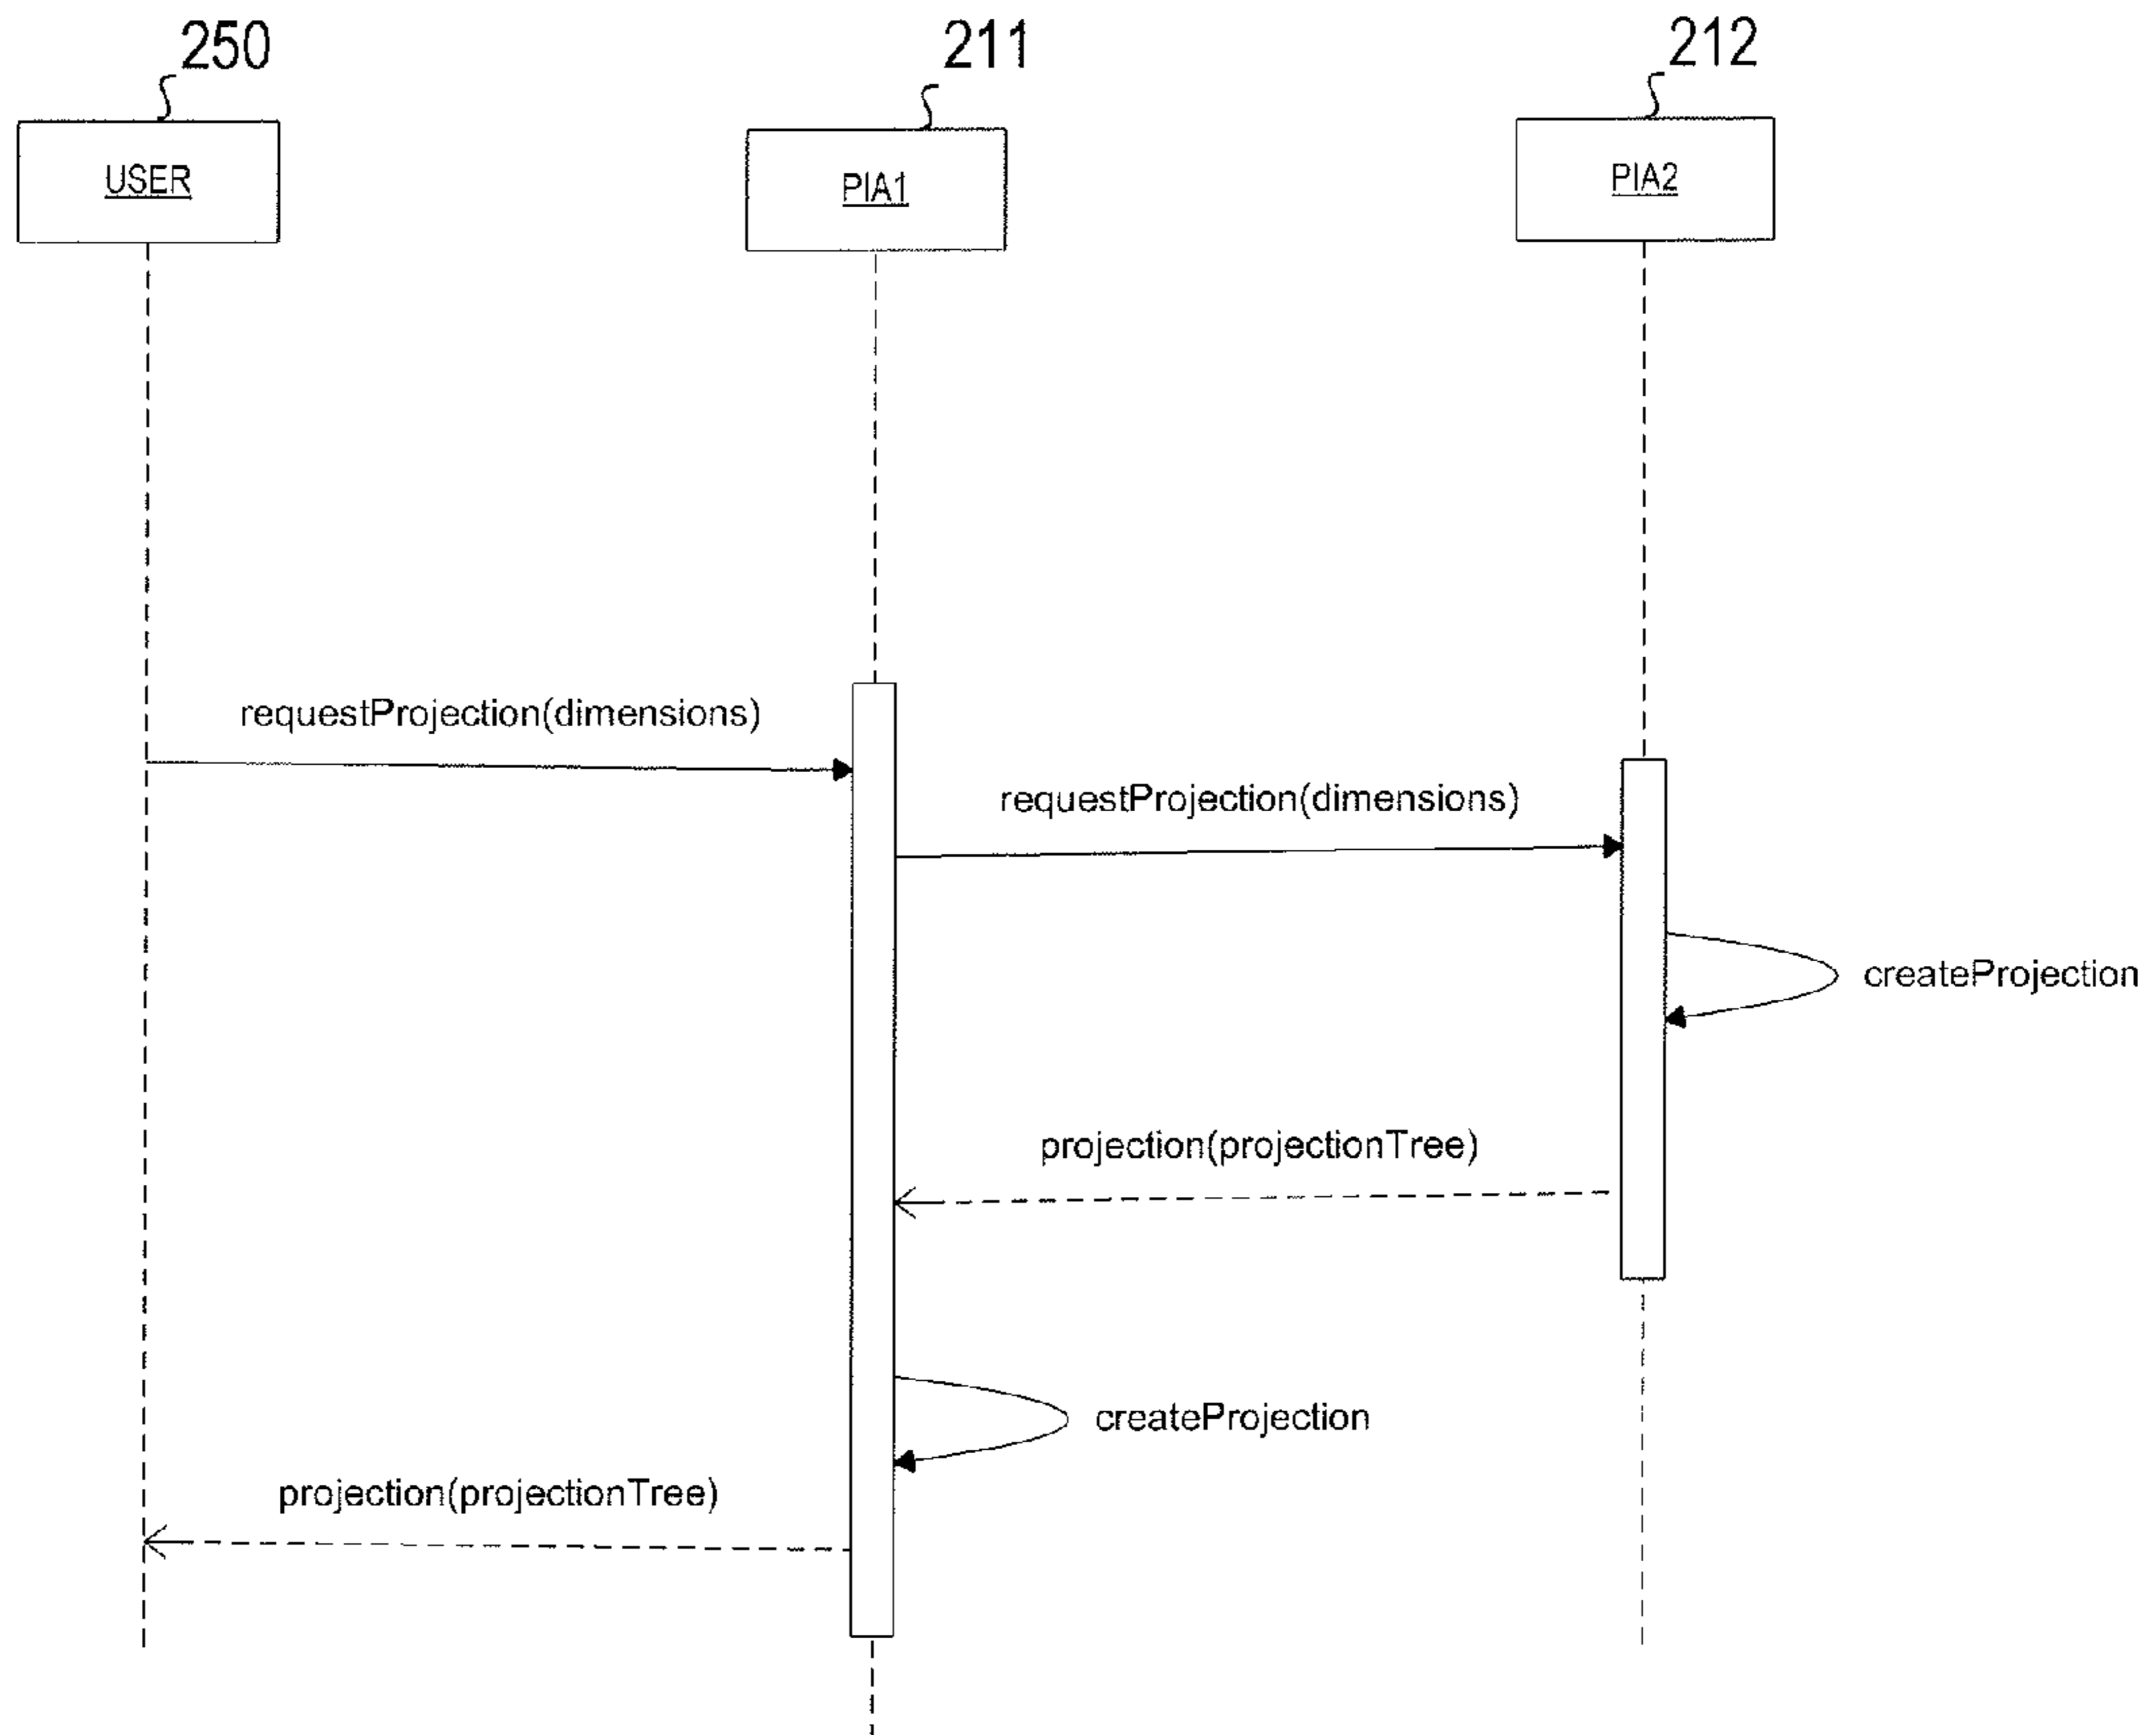 250
211
212
USER
PIA1
PIA2
requestProjection(dimensions)
requestProjection(dimensions)
createProjection
projection(projectionTree)
createProjection
projection(projectionTree)